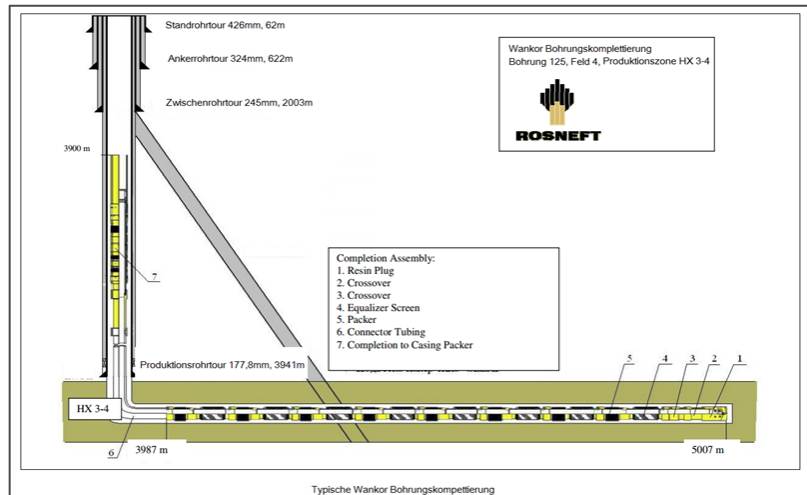 Standrohrtour 426mm, 62m
Ankerrohrtour 324mm, 622m
Zwischenrohrtour 245mm, 2003m
Wankor Bohrungskomplettierung
Bohrung 125, Feld 4, Produktionszone HX 3-4
ROSNEFT
3900 m
7
Completion Assembly:
1. Resin Plug
2. Crossover
3. Crossover
4. Equalizer Screen
5. Packer
6. Connector Tubing
7. Completion to Casing Packer
Produktionsrohrtour 177,8mm, 3941m
5
4
3
2
1
HX 3-4
6
3987 m
5007 m
Typische Wankor Bohrungskompettierung